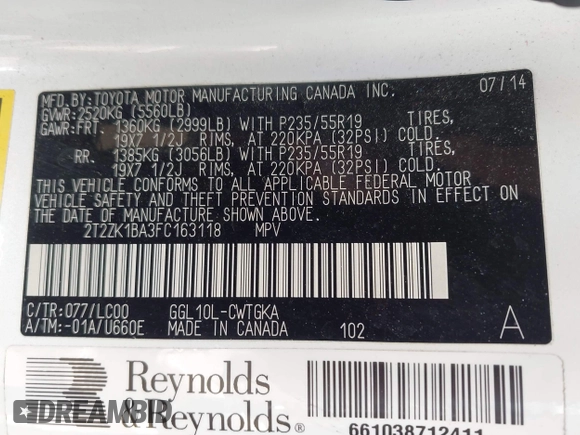 MFD. BY: TOYOTA MOTOR MANUFACTURING CANADA INC. 07/14
GVWR: 2520KG (5560LB)
GAWR: FRT. 1360KG (2999LB) WITH P235/55R19 TIRES,
19X7 1/2J RIMS, AT 220KPA (32PSI) COLD.
RR. 1385KG (3056LB) WITH P235/55R19 TIRES,
19X7 1/2J RIMS, AT 220KPA (32PSI) COLD.
THIS VEHICLE CONFORMS TO ALL APPLICABLE FEDERAL MOTOR
VEHICLE SAFETY AND THEFT PREVENTION STANDARDS IN EFFECT ON
THE DATE OF MANUFACTURE SHOWN ABOVE.
2T2ZK1BA3FC163118 MPV
C/TR: 077/LC00 GGL10L-CWTGKA
A/TM: -01A/U660E MADE IN CANADA 102 A
Reynolds
& Reynolds®
661038712411
DREAMBR